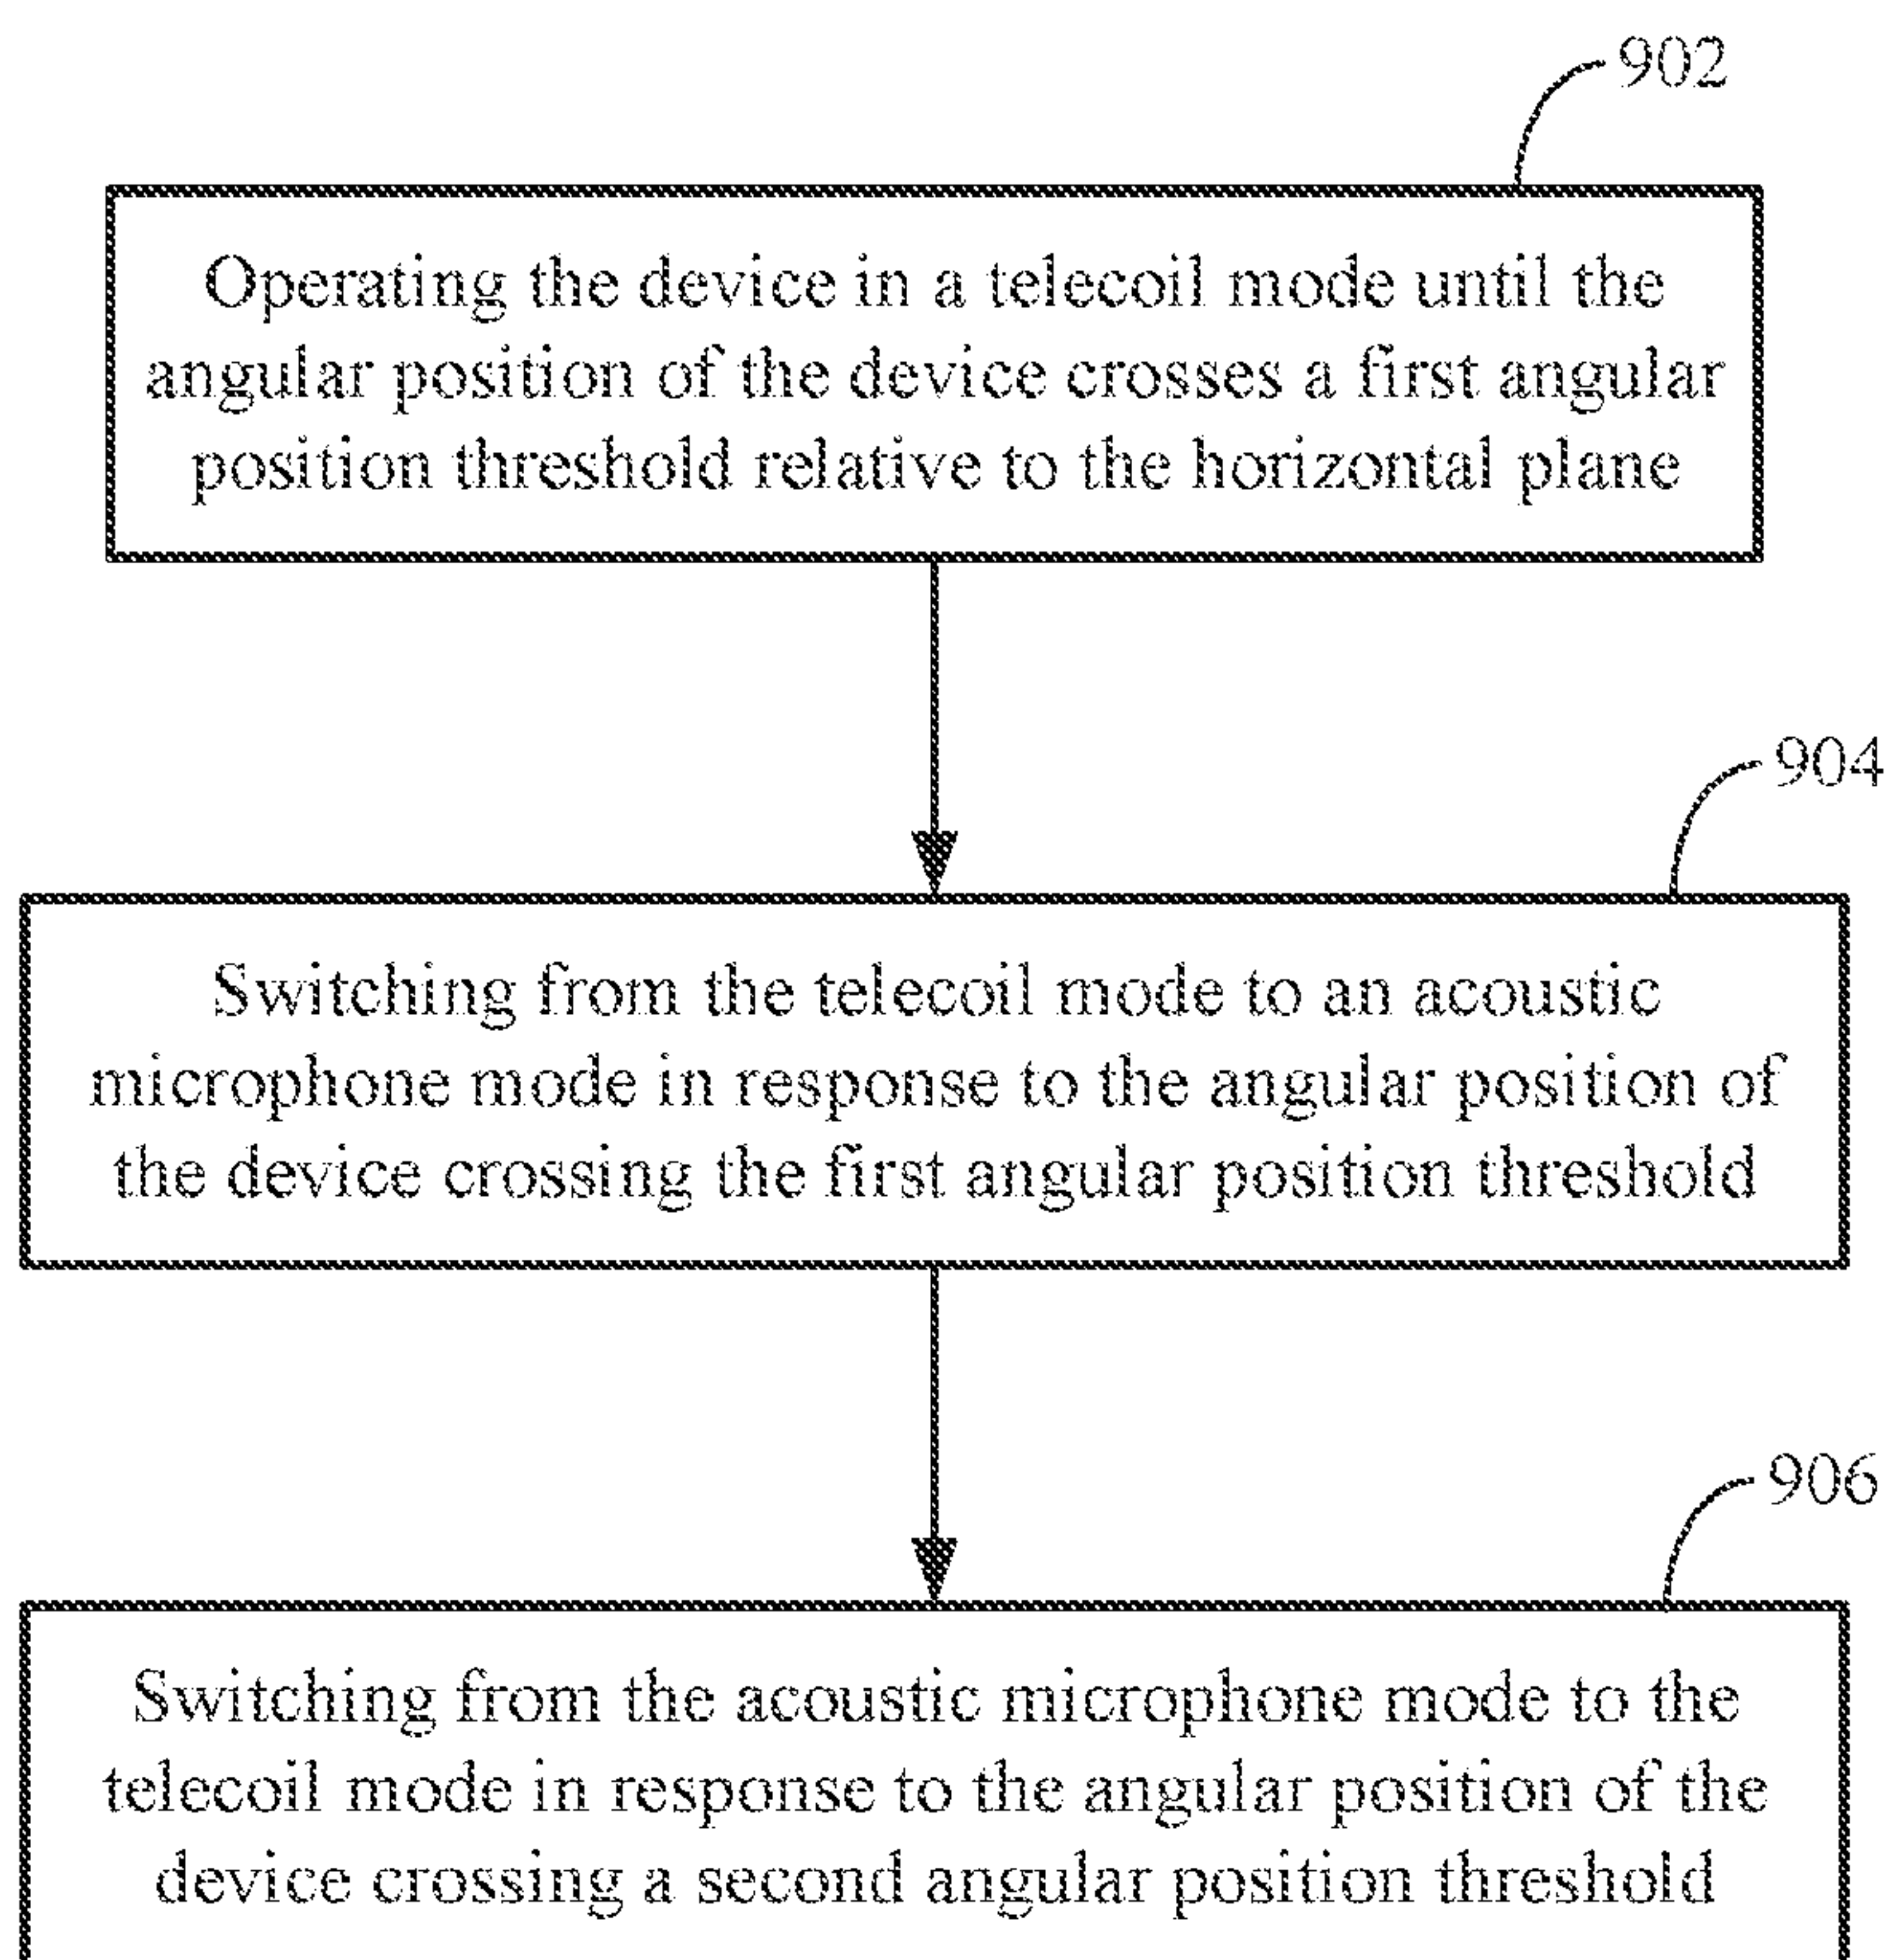 902
Operating the device in a telecoil mode until the
angular position of the device crosses a first angular
position threshold relative to the horizontal plane
904
Switching from the telecoil mode to an acoustic
microphone mode in response to the angular position of
the device crossing the first angular position threshold
906
Switching from the acoustic microphone mode to the
telecoil mode in response to the angular position of the
device crossing a second angular position threshold